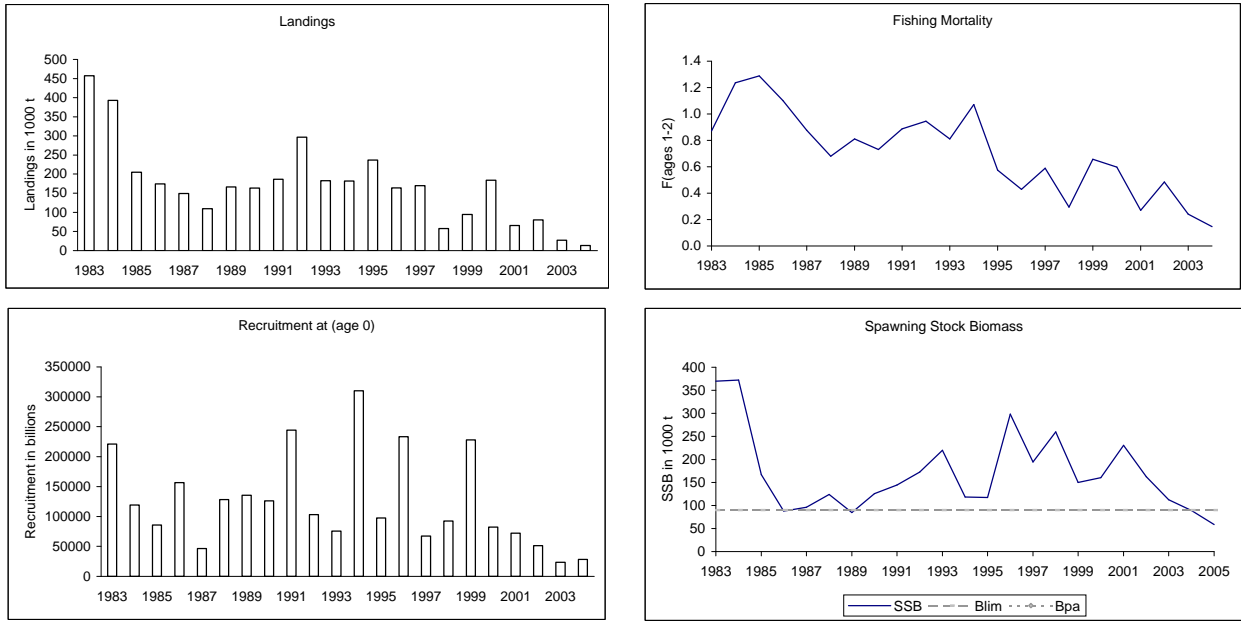 Landings
Landings in 1000 t
500
450
400
350
300
250
200
150
100
50
0
1983 1985 1987 1989 1991 1993 1995 1997 1999 2001 2003
Fishing Mortality
F(ages 1-2)
1.4
1.2
1.0
0.8
0.6
0.4
0.2
0.0
1983 1985 1987 1989 1991 1993 1995 1997 1999 2001 2003
Recruitment at (age 0)
Recruitment in billions
350000
300000
250000
200000
150000
100000
50000
0
1983 1985 1987 1989 1991 1993 1995 1997 1999 2001 2003
Spawning Stock Biomass
SSB in 1000 t
400
350
300
250
200
150
100
50
0
1983 1985 1987 1989 1991 1993 1995 1997 1999 2001 2003 2005
SSB Blim Bpa